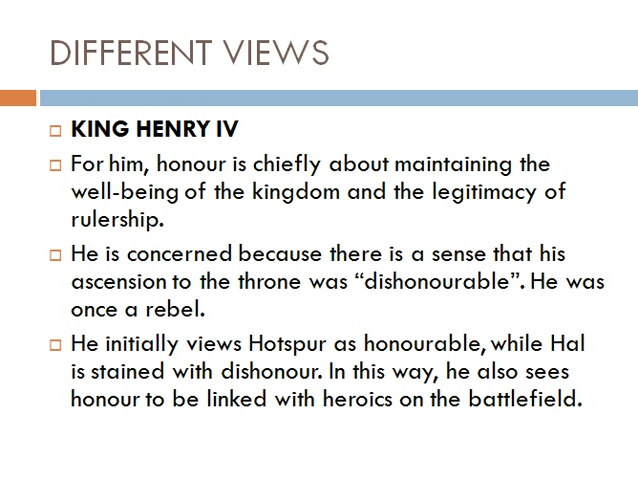 DIFFERENT VIEWS
KING HENRY IV
For him, honour is chiefly about maintaining the
well-being of the kingdom and the legitimacy of
rulership.
He is concerned because there is a sense that his
ascension to the throne was “dishonourable”. He was
once a rebel.
He initially views Hotspur as honourable, while Hal
is stained with dishonour. In this way, he also sees
honour to be linked with heroics on the battlefield.